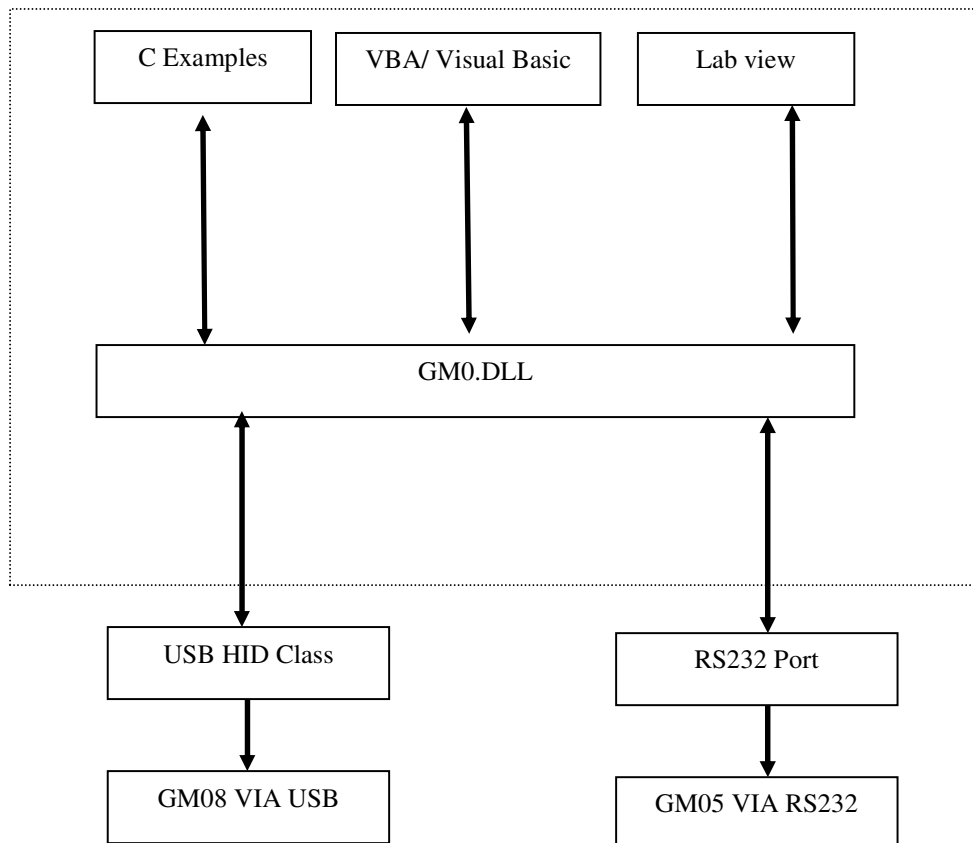 C Examples
VBA/ Visual Basic
Lab view
GM0.DLL
USB HID Class
RS232 Port
GM08 VIA USB
GM05 VIA RS232